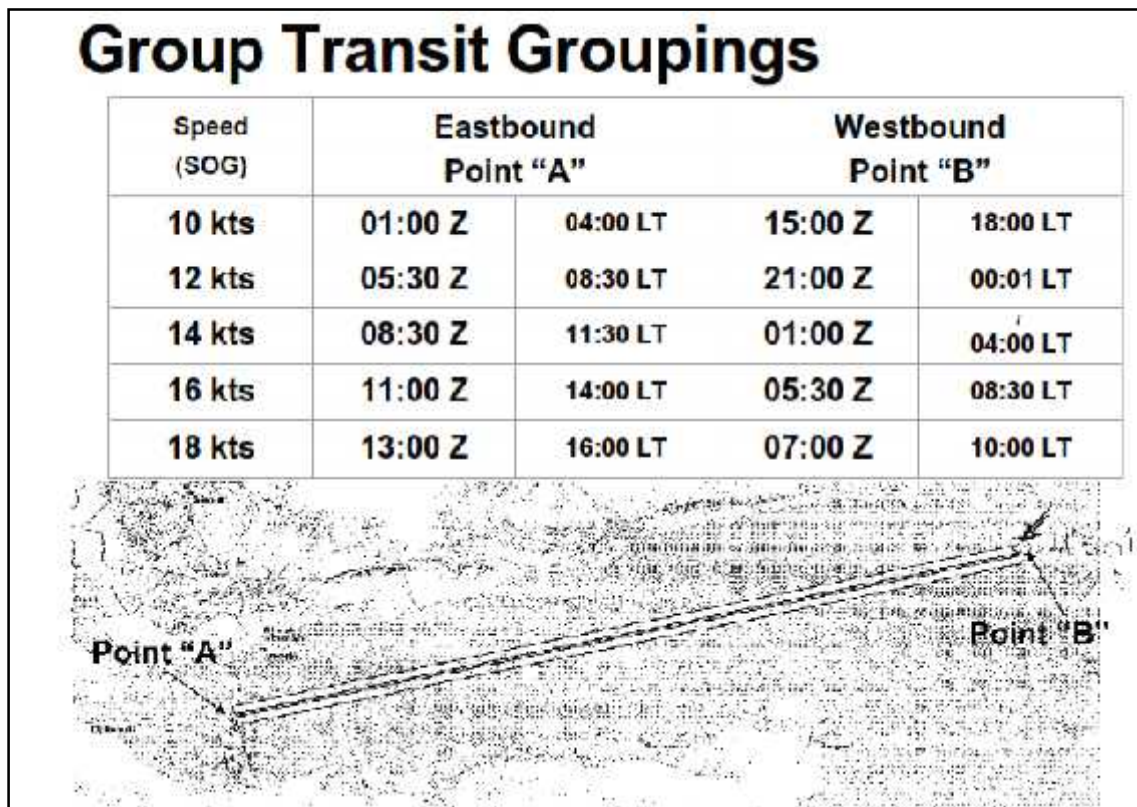 Group Transit Groupings
Speed (SOG) Eastbound Point “A” Westbound Point “B”
10 kts 01:00 Z 04:00 LT 15:00 Z 18:00 LT
12 kts 05:30 Z 08:30 LT 21:00 Z 00:01 LT
14 kts 08:30 Z 11:30 LT 01:00 Z 04:00 LT
16 kts 11:00 Z 14:00 LT 05:30 Z 08:30 LT
18 kts 13:00 Z 16:00 LT 07:00 Z 10:00 LT
Point “A”
Point “B”